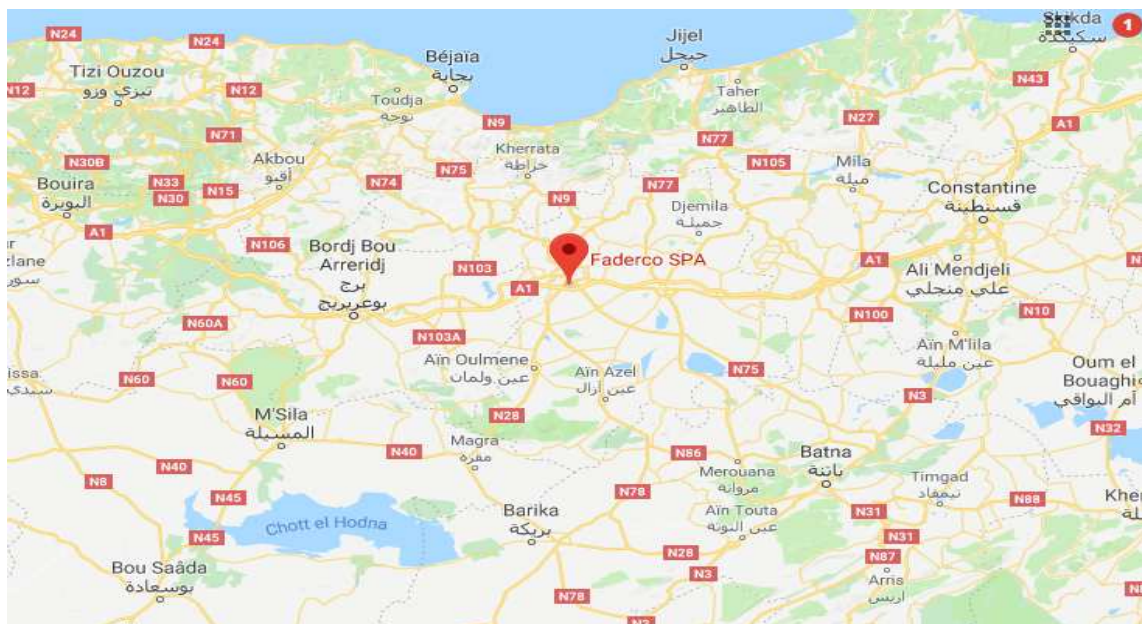 N24
N24
Skikda
سكيكدة
1
Jijel
جيجل
Béjaïa
بجاية
Tizi Ouzou
تيزي وزو
N12
N12
Toudja
Taher
الطاهير
N43
A1
N9
N27
N71
N77
Kherrata
خراطة
N105
Mila
ميلة
N30B
Akbou
أقبو
N75
N74
N33
N15
N30
N77
Bouira
البويرة
N9
Djemila
جميلة
Constantine
قسنطينة
A1
N106
Bordj Bou
Arreridj
برج
بوعريريج
N103
Faderco SPA
A1
A1
Ali Mendjeli
علي منجلي
zlane
N60A
N103A
N100
N10
Aïn Oulmene
عين ولمان
Aïn Azel
عين أزال
N75
Aïn M'lila
عين مليلة
Oum el
Bouaghi
أم البواقي
issa
N60
N60
N3
M'Sila
المسيلة
N28
N32
Magra
مقرة
N40
N40
N86
Batna
باتنة
Merouana
مروانة
Timgad
تيمقاد
N8
N45
N78
N88
Khe
Barika
بريكة
Aïn Touta
N31
N31
Chott el Hodna
N45
N28
N87
Bou Saâda
بوسعادة
N3
Arris
اريس
N78